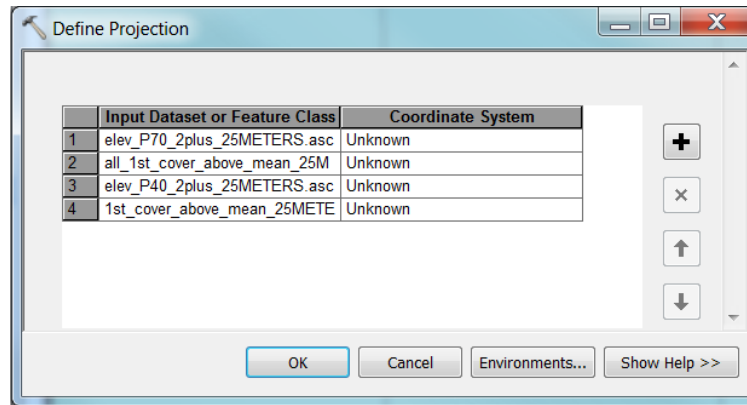 Define Projection
Input Dataset or Feature Class Coordinate System
1 elev_P70_2plus_25METERS.asc Unknown
2 all_1st_cover_above_mean_25M Unknown
3 elev_P40_2plus_25METERS.asc Unknown
4 1st_cover_above_mean_25METE Unknown
OK Cancel Environments... Show Help >>